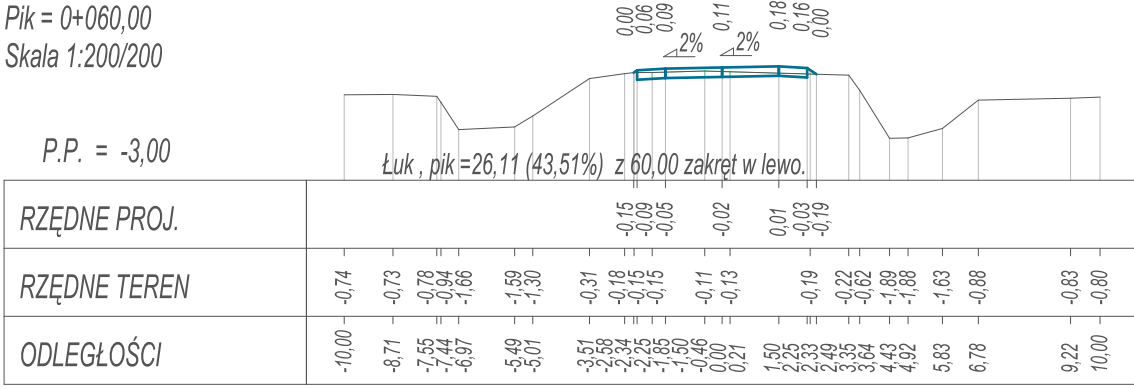 Pik = 0+060,00
Skala 1:200/200
0,00 0,06 0,09 0,11 0,18 0,16 0,00
2% 2%
P.P. = -3,00
Łuk , pik =26,11 (43,51%) z 60,00 zakręt w lewo.
RZĘDNE PROJ. -0,15 -0,09 -0,05 -0,02 0,01 -0,03 -0,19
RZĘDNE TEREN -0,74 -0,73 -0,78 -0,94 -1,66 -1,59 -1,30 -0,31 -0,18 -0,15 -0,15 -0,11 -0,13 -0,19 -0,22 -0,62 -1,89 -1,88 -1,63 -0,88 -0,83 -0,80
ODLEGŁOŚCI -10,00 -8,71 -7,55 -7,44 -6,97 -5,49 -5,01 -3,51 -2,58 -2,34 -2,25 -1,85 -1,50 -0,46 0,00 0,21 1,50 2,25 2,33 2,49 3,35 3,64 4,43 4,92 5,83 6,78 9,22 10,00